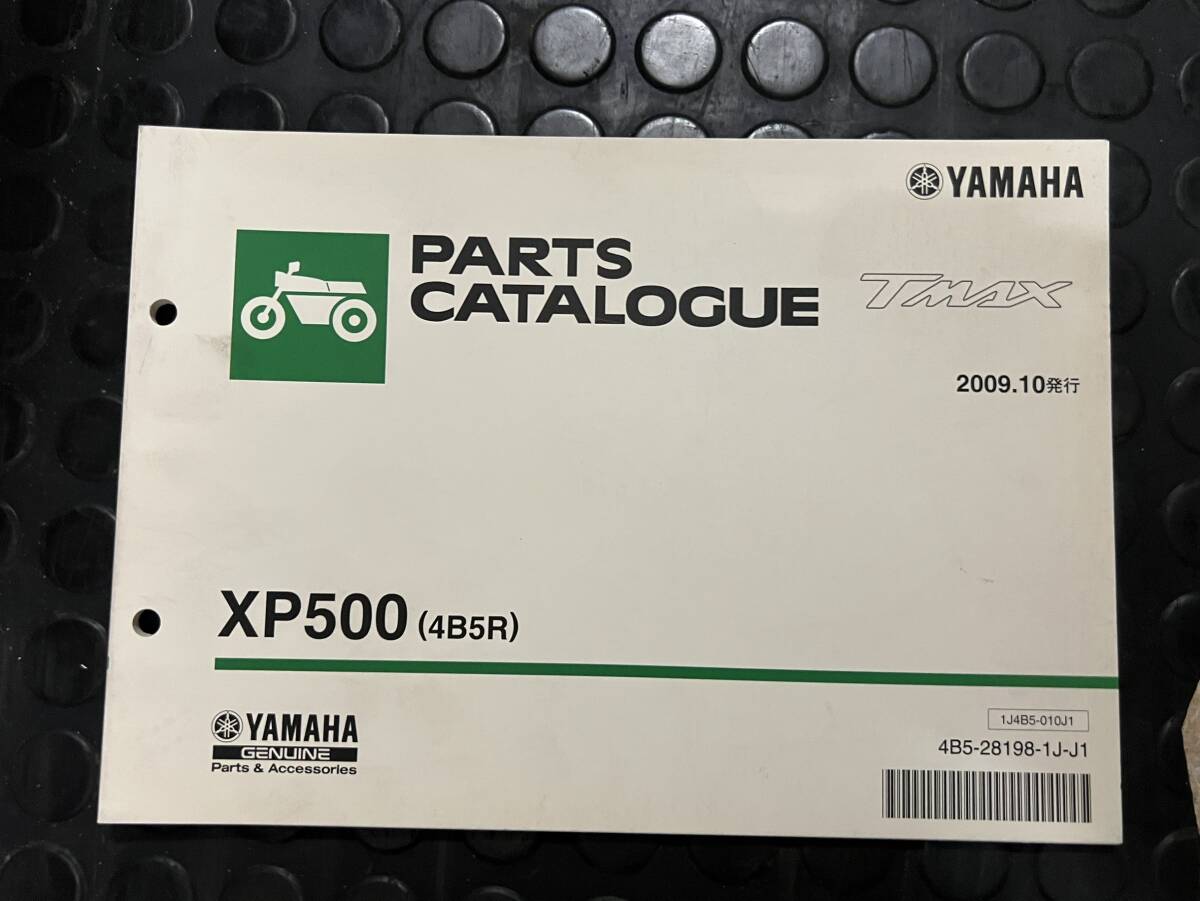 YAMAHA
PARTS
CATALOGUE
TMAX
2009.10発行
XP500 (4B5R)
YAMAHA
GENUINE
Parts & Accessories
1J4B5-010J1
4B5-28198-1J-J1